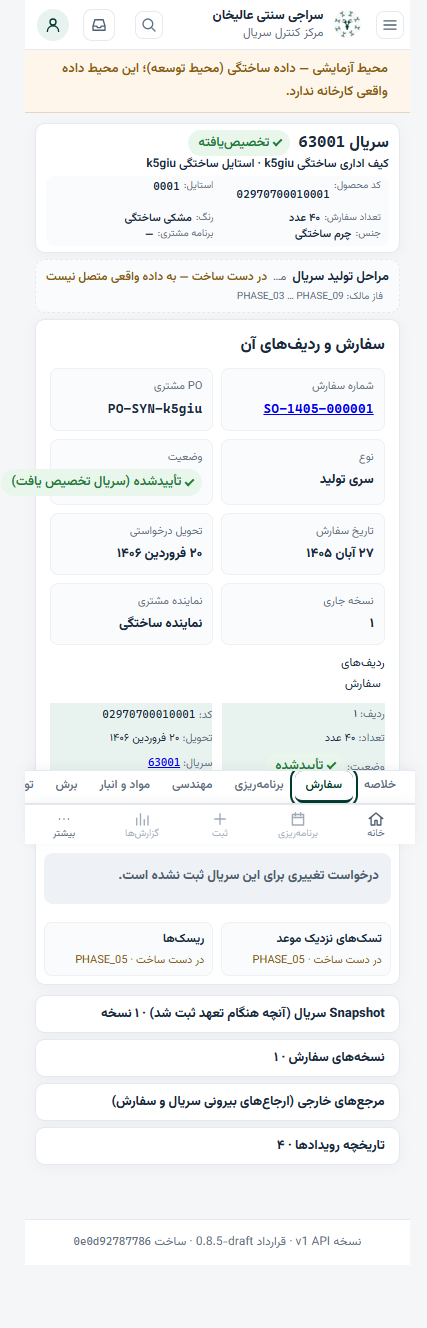 سراجی سنتی عالیخان
مرکز کنترل سریال
محیط آزمایشی — داده ساختگی (محیط توسعه)؛ این محیط داده
واقعی کارخانه ندارد.
سریال 63001 ✓ تخصیص‌یافته
کیف اداری ساختگی k5giu · استایل ساختگی k5giu
کد محصول: 02970700010001
استایل: 0001
تعداد سفارش: ۴۰ عدد
رنگ: مشکی ساختگی
جنس: چرم ساختگی
برنامه مشتری: —
مراحل تولید سریال م... در دست ساخت — به داده واقعی متصل نیست
فاز مالک: PHASE_03 … PHASE_09
سفارش و ردیف‌های آن
شماره سفارش
SO-1405-000001
PO مشتری
PO-SYN-k5giu
نوع
سری تولید
وضعیت
✓ تأییدشده (سریال تخصیص یافت)
تاریخ سفارش
۲۷ آبان ۱۴۰۵
تحویل درخواستی
۲۰ فروردین ۱۴۰۶
نسخه جاری
۱
نماینده مشتری
نماینده ساختگی
ردیف‌های
سفارش
ردیف: ۱
کد: 02970700010001
تعداد: ۴۰ عدد
تحویل: ۲۰ فروردین ۱۴۰۶
وضعیت: ✓ تأییدشده
سریال: 63001
خلاصه سفارش برنامه‌ریزی مهندسی مواد و انبار برش تو
خانه برنامه‌ریزی ثبت گزارش‌ها بیشتر
درخواست تغییری برای این سریال ثبت نشده است.
تسک‌های نزدیک موعد
در دست ساخت · PHASE_05
ریسک‌ها
در دست ساخت · PHASE_05
Snapshot سریال (آنچه هنگام تعهد ثبت شد) · ۱ نسخه
نسخه‌های سفارش · ۱
مرجع‌های خارجی (ارجاع‌های بیرونی سریال و سفارش)
تاریخچه رویدادها · ۴
نسخه v1 API · قرارداد 0.8.5-draft · ساخت 0e0d92787786